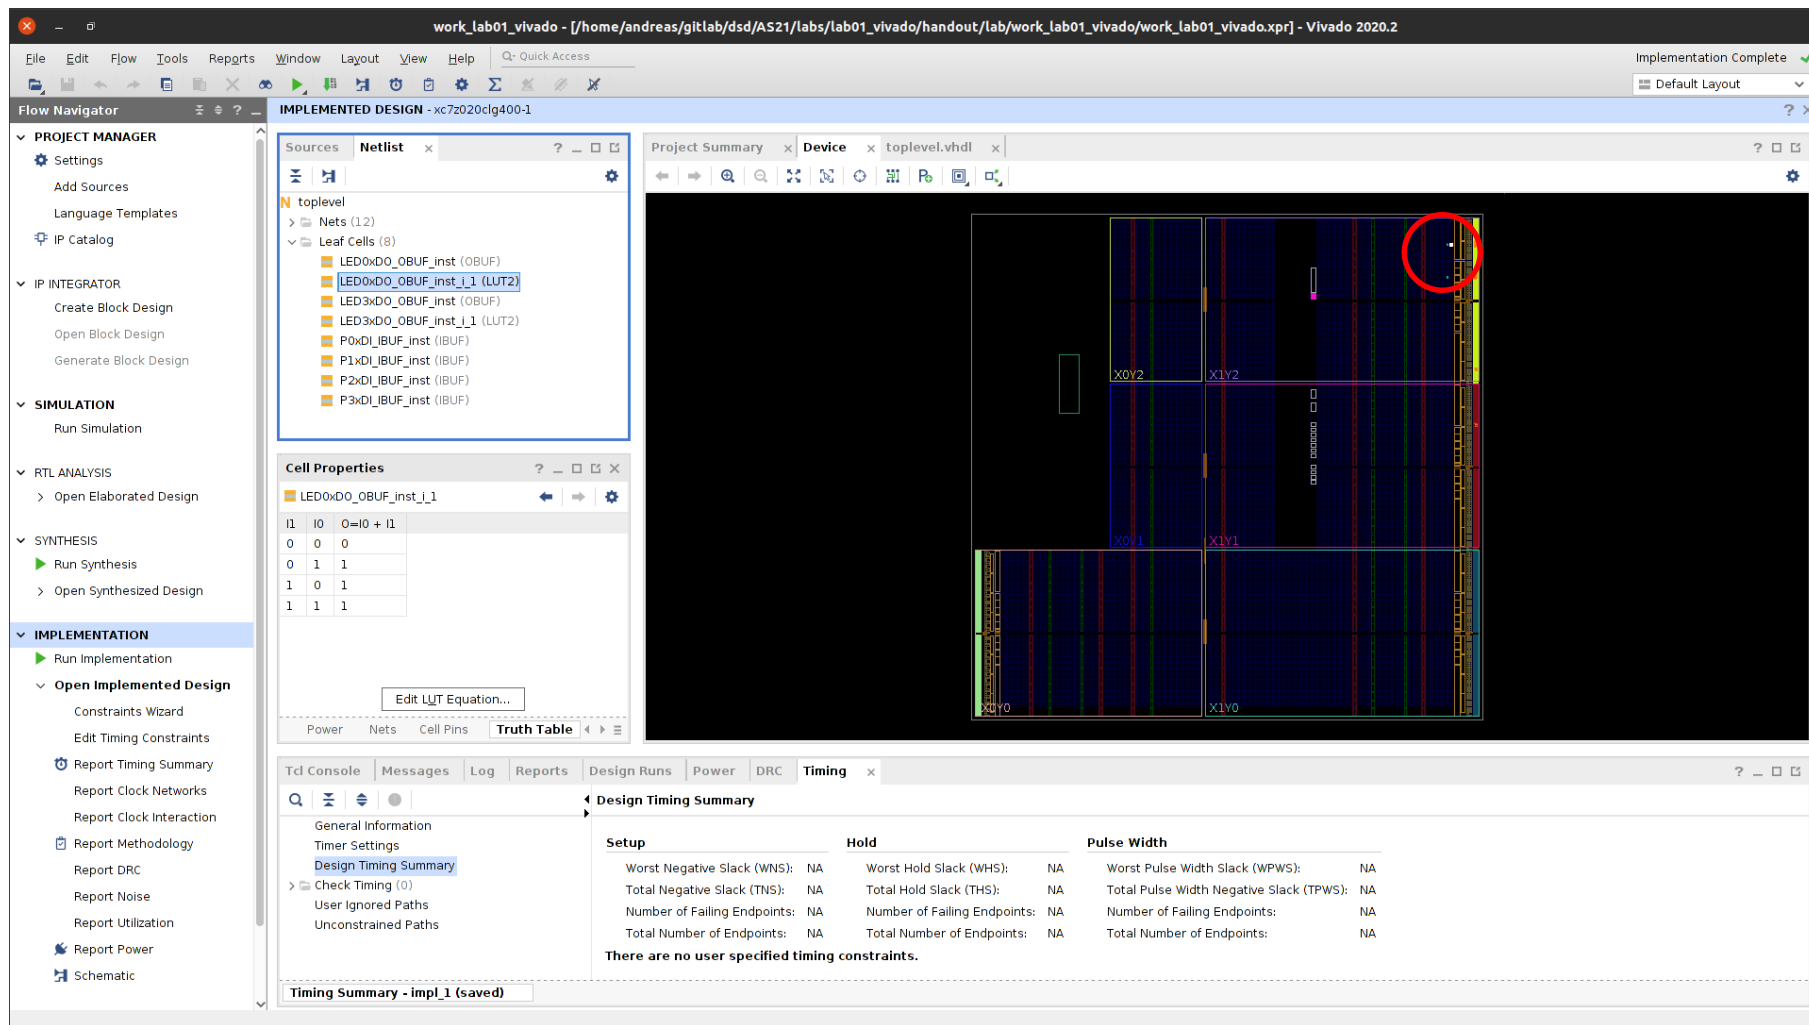 work_lab01_vivado - [/home/andreas/gitlab/dsd/AS21/labs/lab01_vivado/handout/lab/work_lab01_vivado/work_lab01_vivado.xpr] - Vivado 2020.2
File Edit Flow Tools Reports Window Layout View Help Q- Quick Access
Implementation Complete
Default Layout
Flow Navigator
PROJECT MANAGER
Settings
Add Sources
Language Templates
IP Catalog
IP INTEGRATOR
Create Block Design
Open Block Design
Generate Block Design
SIMULATION
Run Simulation
RTL ANALYSIS
Open Elaborated Design
SYNTHESIS
Run Synthesis
Open Synthesized Design
IMPLEMENTATION
Run Implementation
Open Implemented Design
Constraints Wizard
Edit Timing Constraints
Report Timing Summary
Report Clock Networks
Report Clock Interaction
Report Methodology
Report DRC
Report Noise
Report Utilization
Report Power
Schematic
IMPLEMENTED DESIGN - xc7z020clg400-1
Sources Netlist
N toplevel
Nets (12)
Leaf Cells (8)
LED0xDO_OBUF_inst (OBUF)
LED0xDO_OBUF_inst_i_1 (LUT2)
LED3xDO_OBUF_inst (OBUF)
LED3xDO_OBUF_inst_i_1 (LUT2)
P0xDI_IBUF_inst (IBUF)
P1xDI_IBUF_inst (IBUF)
P2xDI_IBUF_inst (IBUF)
P3xDI_IBUF_inst (IBUF)
Cell Properties
LED0xDO_OBUF_inst_i_1
I1 I0 O=I0 + I1
0 0 0
0 1 1
1 0 1
1 1 1
Edit LUT Equation...
Power Nets Cell Pins Truth Table
Project Summary Device toplevel.vhdl
X0Y2 X1Y2
X0Y1 X1Y1
X0Y0 X1Y0
Tcl Console Messages Log Reports Design Runs Power DRC Timing
General Information
Timer Settings
Design Timing Summary
Check Timing (0)
User Ignored Paths
Unconstrained Paths
Design Timing Summary
Setup Hold Pulse Width
Worst Negative Slack (WNS): NA Worst Hold Slack (WHS): NA Worst Pulse Width Slack (WPWS): NA
Total Negative Slack (TNS): NA Total Hold Slack (THS): NA Total Pulse Width Negative Slack (TPWS): NA
Number of Failing Endpoints: NA Number of Failing Endpoints: NA Number of Failing Endpoints: NA
Total Number of Endpoints: NA Total Number of Endpoints: NA Total Number of Endpoints: NA
There are no user specified timing constraints.
Timing Summary - impl_1 (saved)